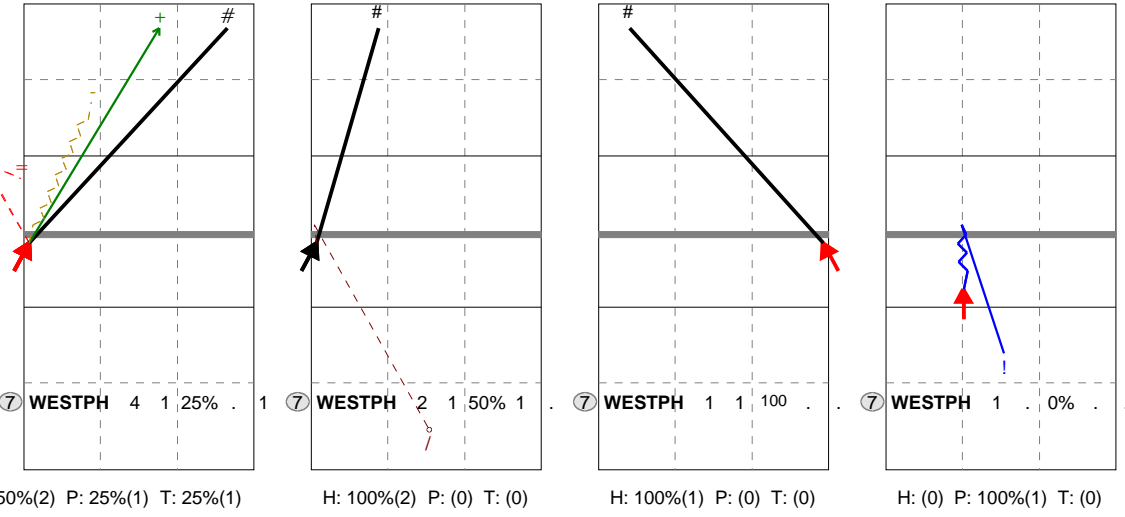 + # # #
=
!
7 WESTPH 4 1 25% . 1 7 WESTPH 2 1 50% 1 . 7 WESTPH 1 1 100 . . 7 WESTPH 1 . 0% . .
50%(2) P: 25%(1) T: 25%(1) H: 100%(2) P: (0) T: (0) H: 100%(1) P: (0) T: (0) H: (0) P: 100%(1) T: (0)